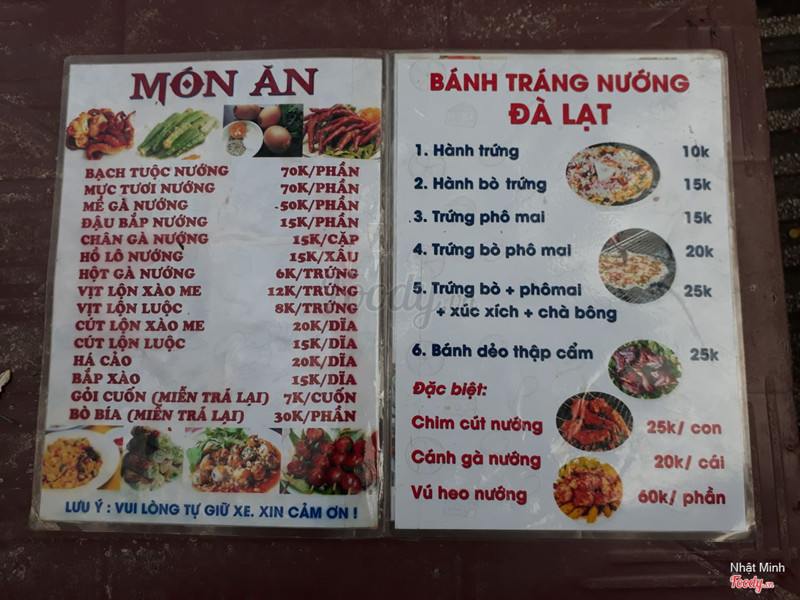 MÓN ĂN
BẠCH TUỘC NƯỚNG 70K/PHẦN
MỰC TƯƠI NƯỚNG 70K/PHẦN
MỀ GÀ NƯỚNG 50K/PHẦN
ĐẬU BẮP NƯỚNG 15K/PHẦN
CHÂN GÀ NƯỚNG 15K/CẶP
HỒ LÔ NƯỚNG 15K/XÂU
HỘT GÀ NƯỚNG 6K/TRỨNG
VỊT LỘN XÀO ME 12K/TRỨNG
VỊT LỘN LUỘC 8K/TRỨNG
CÚT LỘN XÀO ME 20K/DĨA
CÚT LỘN LUỘC 15K/DĨA
HÁ CẢO 20K/DĨA
BẮP XÀO 15K/DĨA
GỎI CUỐN (MIỄN TRẢ LẠI) 7K/CUỐN
BÒ BÍA (MIỄN TRẢ LẠI) 30K/PHẦN
LƯU Ý : VUI LÒNG TỰ GIỮ XE. XIN CẢM ƠN !
BÁNH TRÁNG NƯỚNG
ĐÀ LẠT
1. Hành trứng 10k
2. Hành bò trứng 15k
3. Trứng phô mai 15k
4. Trứng bò phô mai 20k
5. Trứng bò + phômai 25k
+ xúc xích + chà bông
6. Bánh dẻo thập cẩm 25k
Đặc biệt:
Chim cút nướng 25k/ con
Cánh gà nướng 20k/ cái
Vú heo nướng 60k/ phần
Foody.vn
Nhật Minh
Foody.vn